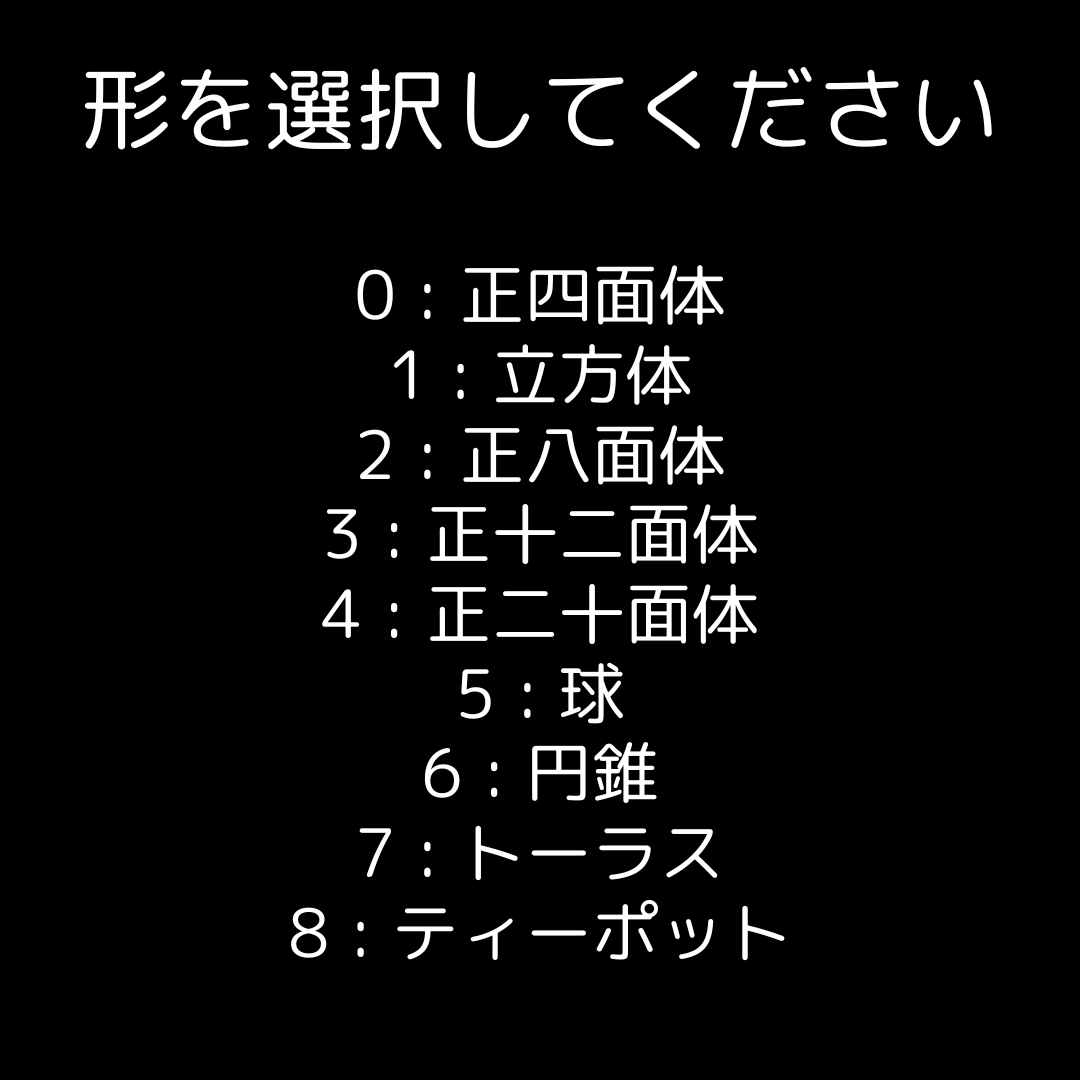 形を選択してください
0：正四面体
1：立方体
2：正八面体
3：正十二面体
4：正二十面体
5：球
6：円錐
7：トーラス
8：ティーポット